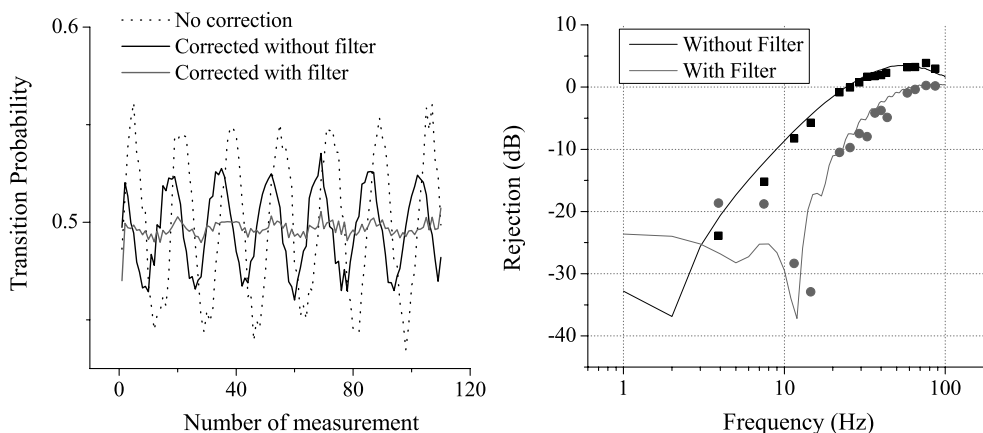 No correction
Corrected without filter
Corrected with filter
0.6
0.5
Transition Probability
0
40
80
120
Number of measurement
Without Filter
With Filter
10
0
-10
-20
-30
-40
Rejection (dB)
1
10
100
Frequency (Hz)